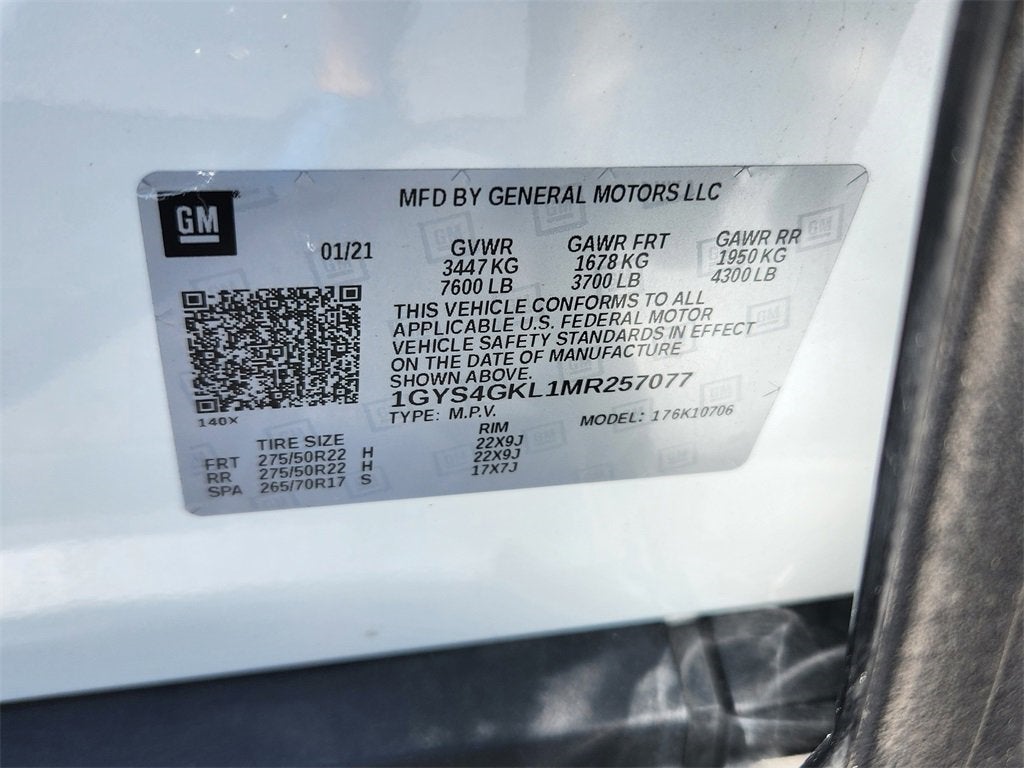 GM
MFD BY GENERAL MOTORS LLC
01/21 GVWR GAWR FRT GAWR RR
3447 KG 1678 KG 1950 KG
7600 LB 3700 LB 4300 LB
THIS VEHICLE CONFORMS TO ALL
APPLICABLE U.S. FEDERAL MOTOR
VEHICLE SAFETY STANDARDS IN EFFECT
ON THE DATE OF MANUFACTURE
SHOWN ABOVE.
1GYS4GKL1MR257077
140X
TYPE: M.P.V. MODEL: 176K10706
TIRE SIZE RIM
FRT 275/50R22 H 22X9J
RR 275/50R22 H 22X9J
SPA 265/70R17 S 17X7J